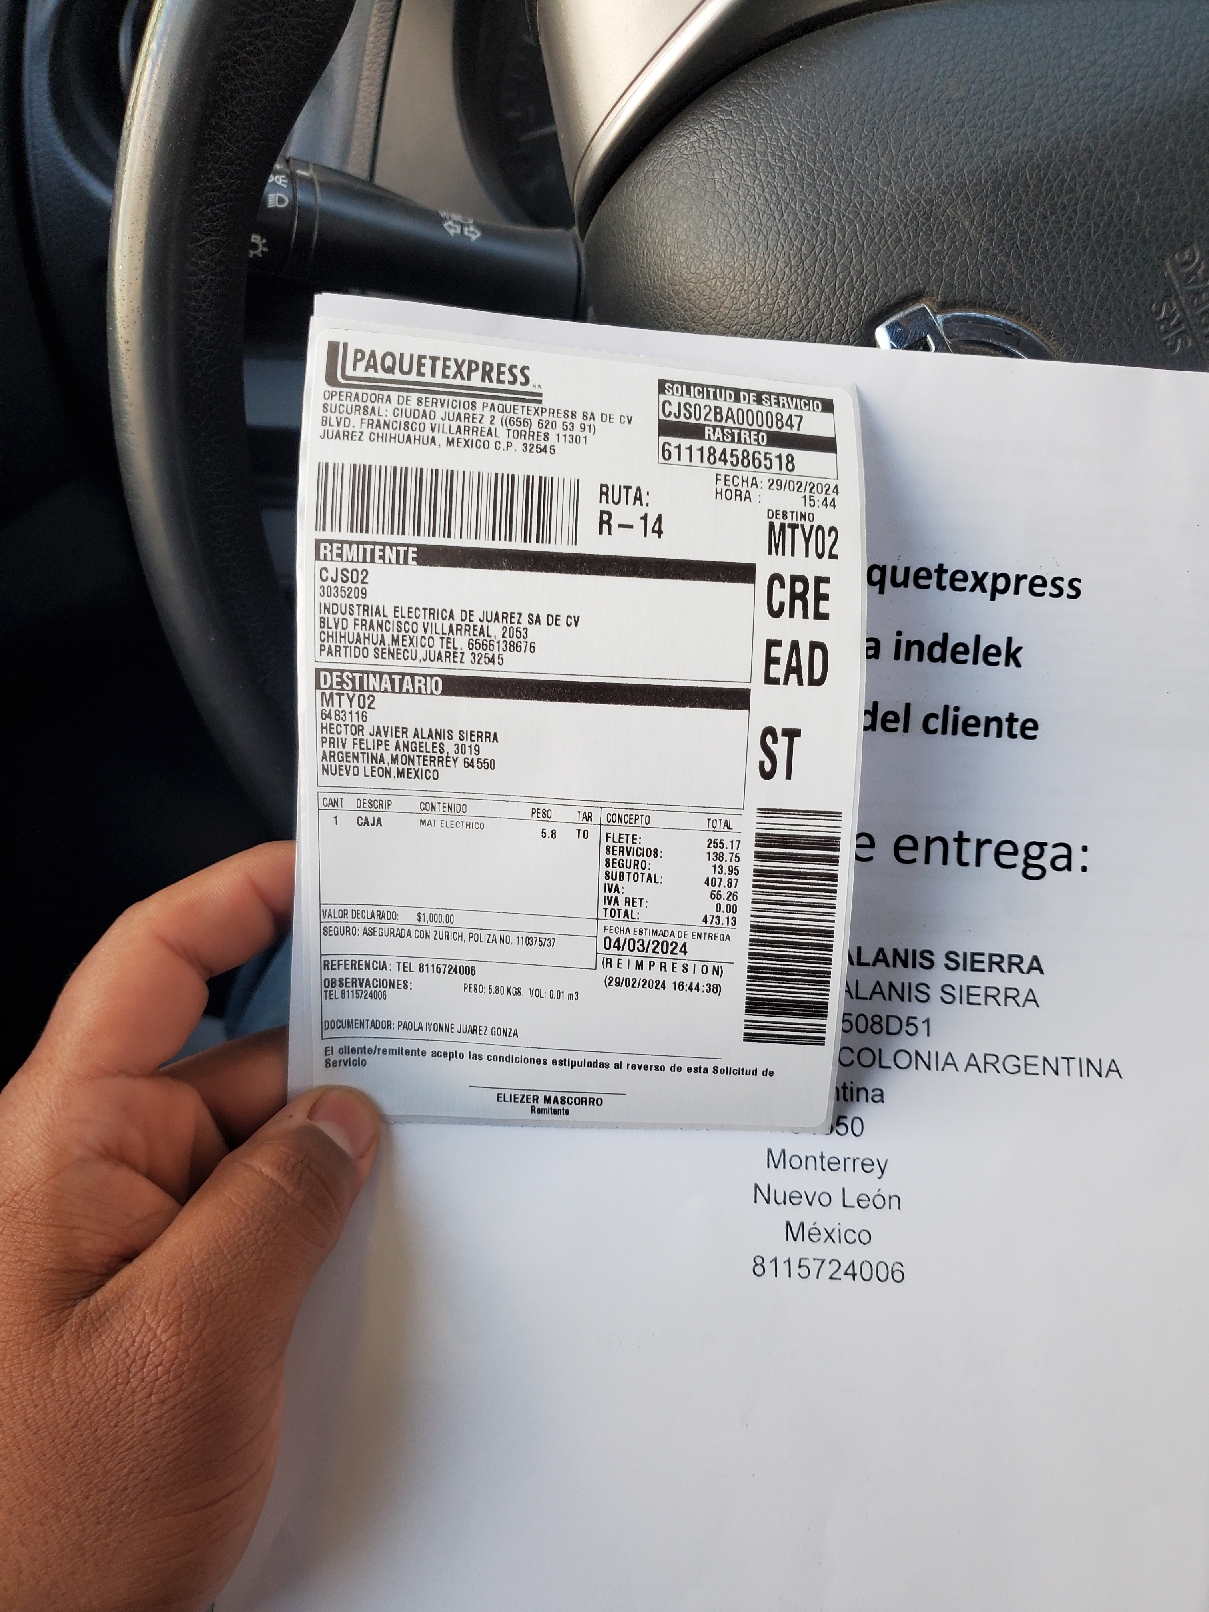 PAQUETEXPRESS
OPERADORA DE SERVICIOS PAQUETEXPRESS SA DE CV
SUCURSAL: CIUDAD JUAREZ 2 ((656) 620 53 91)
BLVD. FRANCISCO VILLARREAL TORRES 11301
JUAREZ CHIHUAHUA, MEXICO C.P. 32545
SOLICITUD DE SERVICIO
CJS02BA0000847
RASTREO
611184586518
FECHA: 29/02/2024
HORA : 15:44
RUTA:
R-14
DESTINO
MTY02
CRE
EAD
ST
REMITENTE
CJS02
3035209
INDUSTRIAL ELECTRICA DE JUAREZ SA DE CV
BLVD FRANCISCO VILLARREAL, 2053
CHIHUAHUA,MEXICO TEL. 6566138676
PARTIDO SENECU,JUAREZ 32545
DESTINATARIO
MTY02
6483116
HECTOR JAVIER ALANIS SIERRA
PRIV FELIPE ANGELES, 3019
ARGENTINA,MONTERREY 64550
NUEVO LEON,MEXICO
CANT DESCRIP CONTENIDO PESO TAR
1 CAJA MAT ELECTRICO 5.8 T0
CONCEPTO TOTAL
FLETE: 255.17
SERVICIOS: 138.75
SEGURO: 13.95
SUBTOTAL: 407.87
IVA: 65.26
IVA RET: 0.00
TOTAL: 473.13
VALOR DECLARADO: $1,000.00
SEGURO: ASEGURADA CON ZURICH, POLIZA NO. 110375737
FECHA ESTIMADA DE ENTREGA
04/03/2024
(REIMPRESION)
(29/02/2024 16:44:38)
REFERENCIA: TEL 8115724006
OBSERVACIONES: PESO: 5.80 KGS. VOL: 0.01 m3
TEL 8115724006
DOCUMENTADOR: PAOLA IVONNE JUAREZ GONZA
El cliente/remitente acepto las condiciones estipuladas al reverso de esta Solicitud de
Servicio
ELIEZER MASCORRO
Remitente
quetexpress
a indelek
del cliente
e entrega:
ALANIS SIERRA
ALANIS SIERRA
508D51
COLONIA ARGENTINA
ntina
50
Monterrey
Nuevo León
México
8115724006
SRS